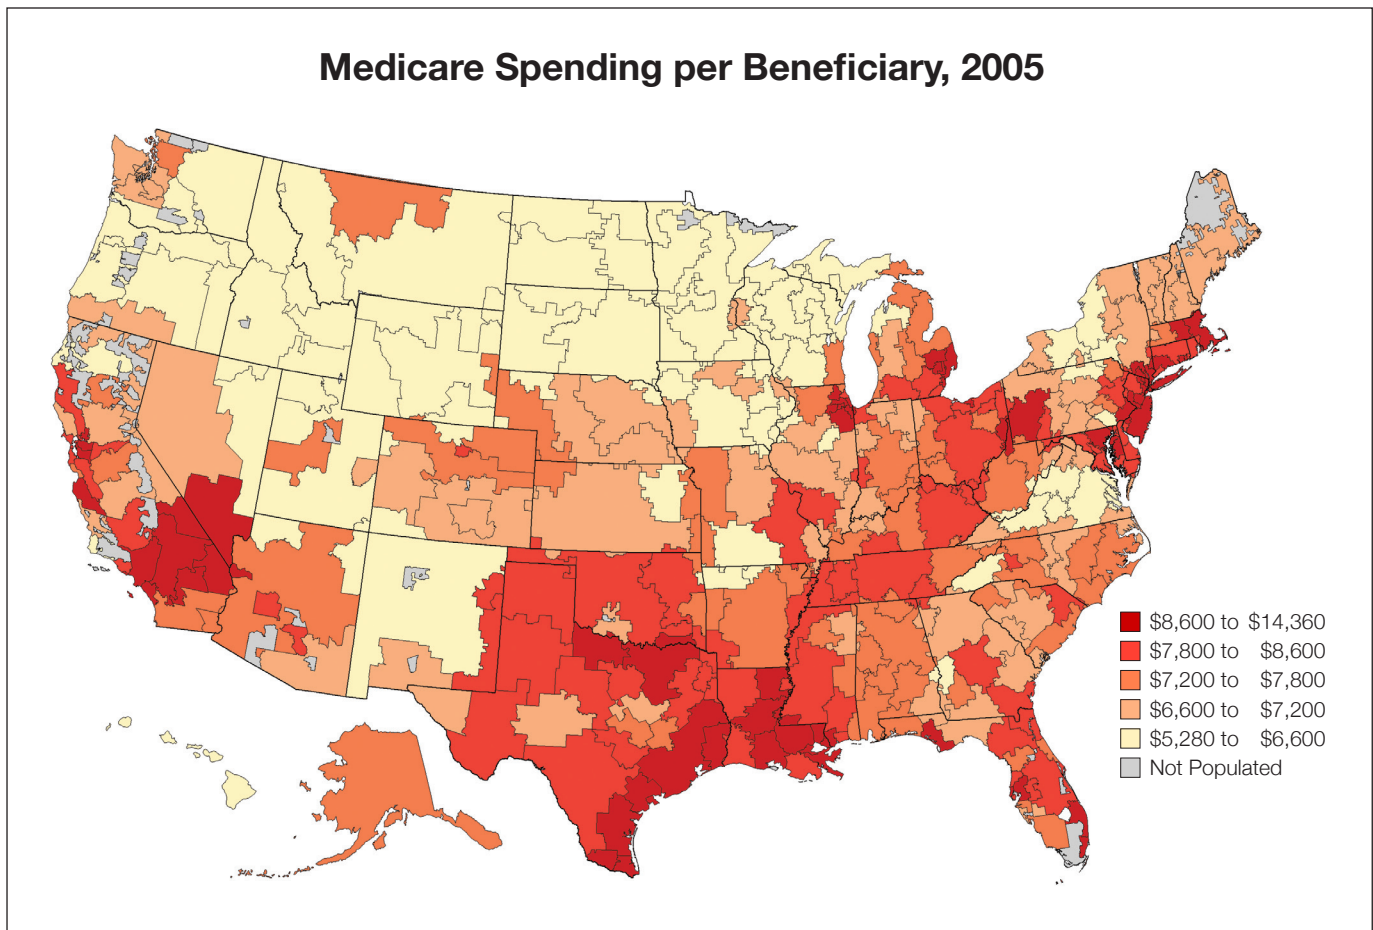 Medicare Spending per Beneficiary, 2005
$8,600 to $14,360
$7,800 to $8,600
$7,200 to $7,800
$6,600 to $7,200
$5,280 to $6,600
Not Populated